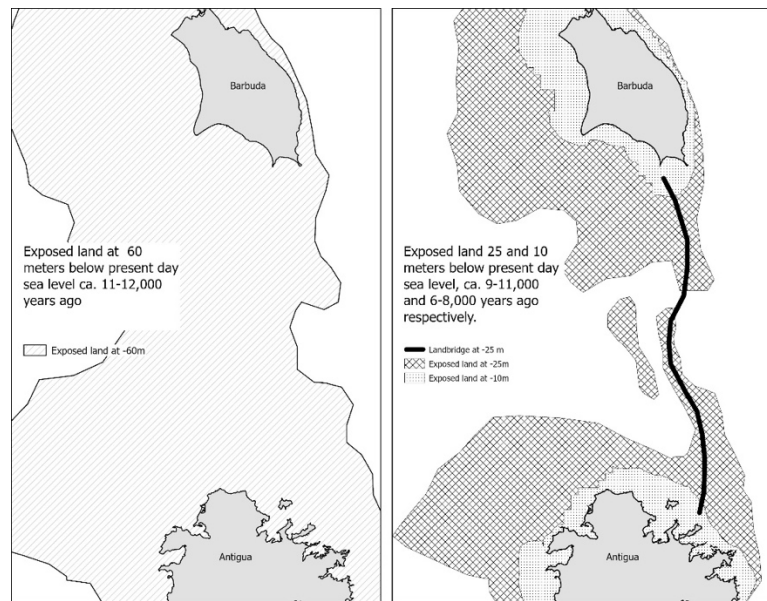 Barbuda
Exposed land at 60
meters below present day
sea level ca. 11-12,000
years ago
Exposed land at -60m
Antigua
Barbuda
Exposed land 25 and 10
meters below present day
sea level, ca. 9-11,000
and 6-8,000 years ago
respectively.
Landbridge at -25 m
Exposed land at -25m
Exposed land at -10m
Antigua